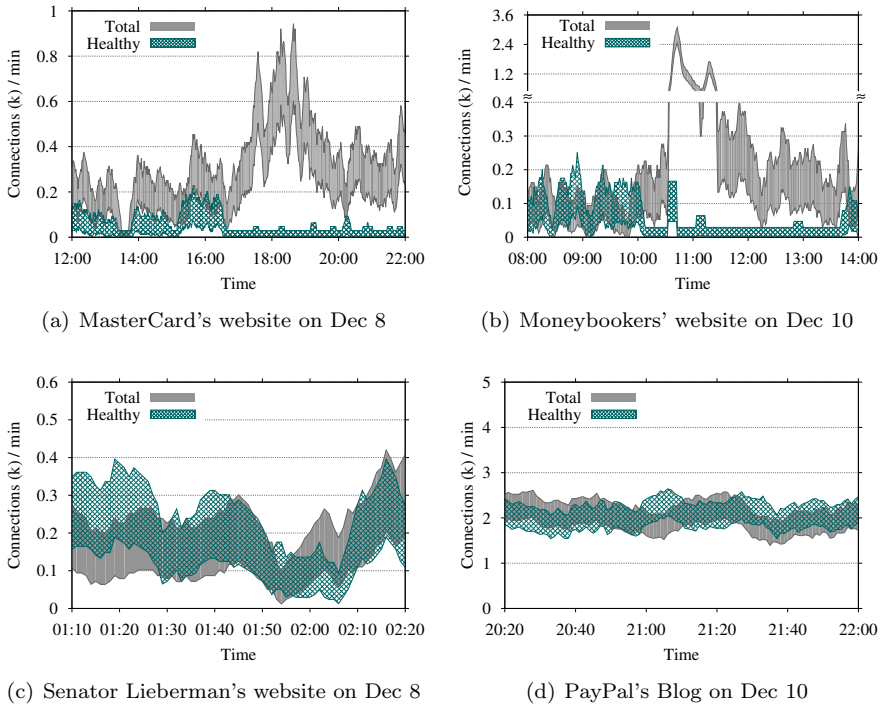 1
0.8
0.6
0.4
0.2
0
Connections (k) / min
Total
Healthy
12:00 14:00 16:00 18:00 20:00 22:00
Time
(a) MasterCard's website on Dec 8
3.6
2.4
1.2
0.4
0.3
0.2
0.1
0
≈ ≈
Connections (k) / min
Total
Healthy
08:00 09:00 10:00 11:00 12:00 13:00 14:00
Time
(b) Moneybookers' website on Dec 10
0.6
0.5
0.4
0.3
0.2
0.1
0
Connections (k) / min
Total
Healthy
01:10 01:20 01:30 01:40 01:50 02:00 02:10 02:20
Time
(c) Senator Lieberman's website on Dec 8
5
4
3
2
1
0
Connections (k) / min
Total
Healthy
20:20 20:40 21:00 21:20 21:40 22:00
Time
(d) PayPal's Blog on Dec 10